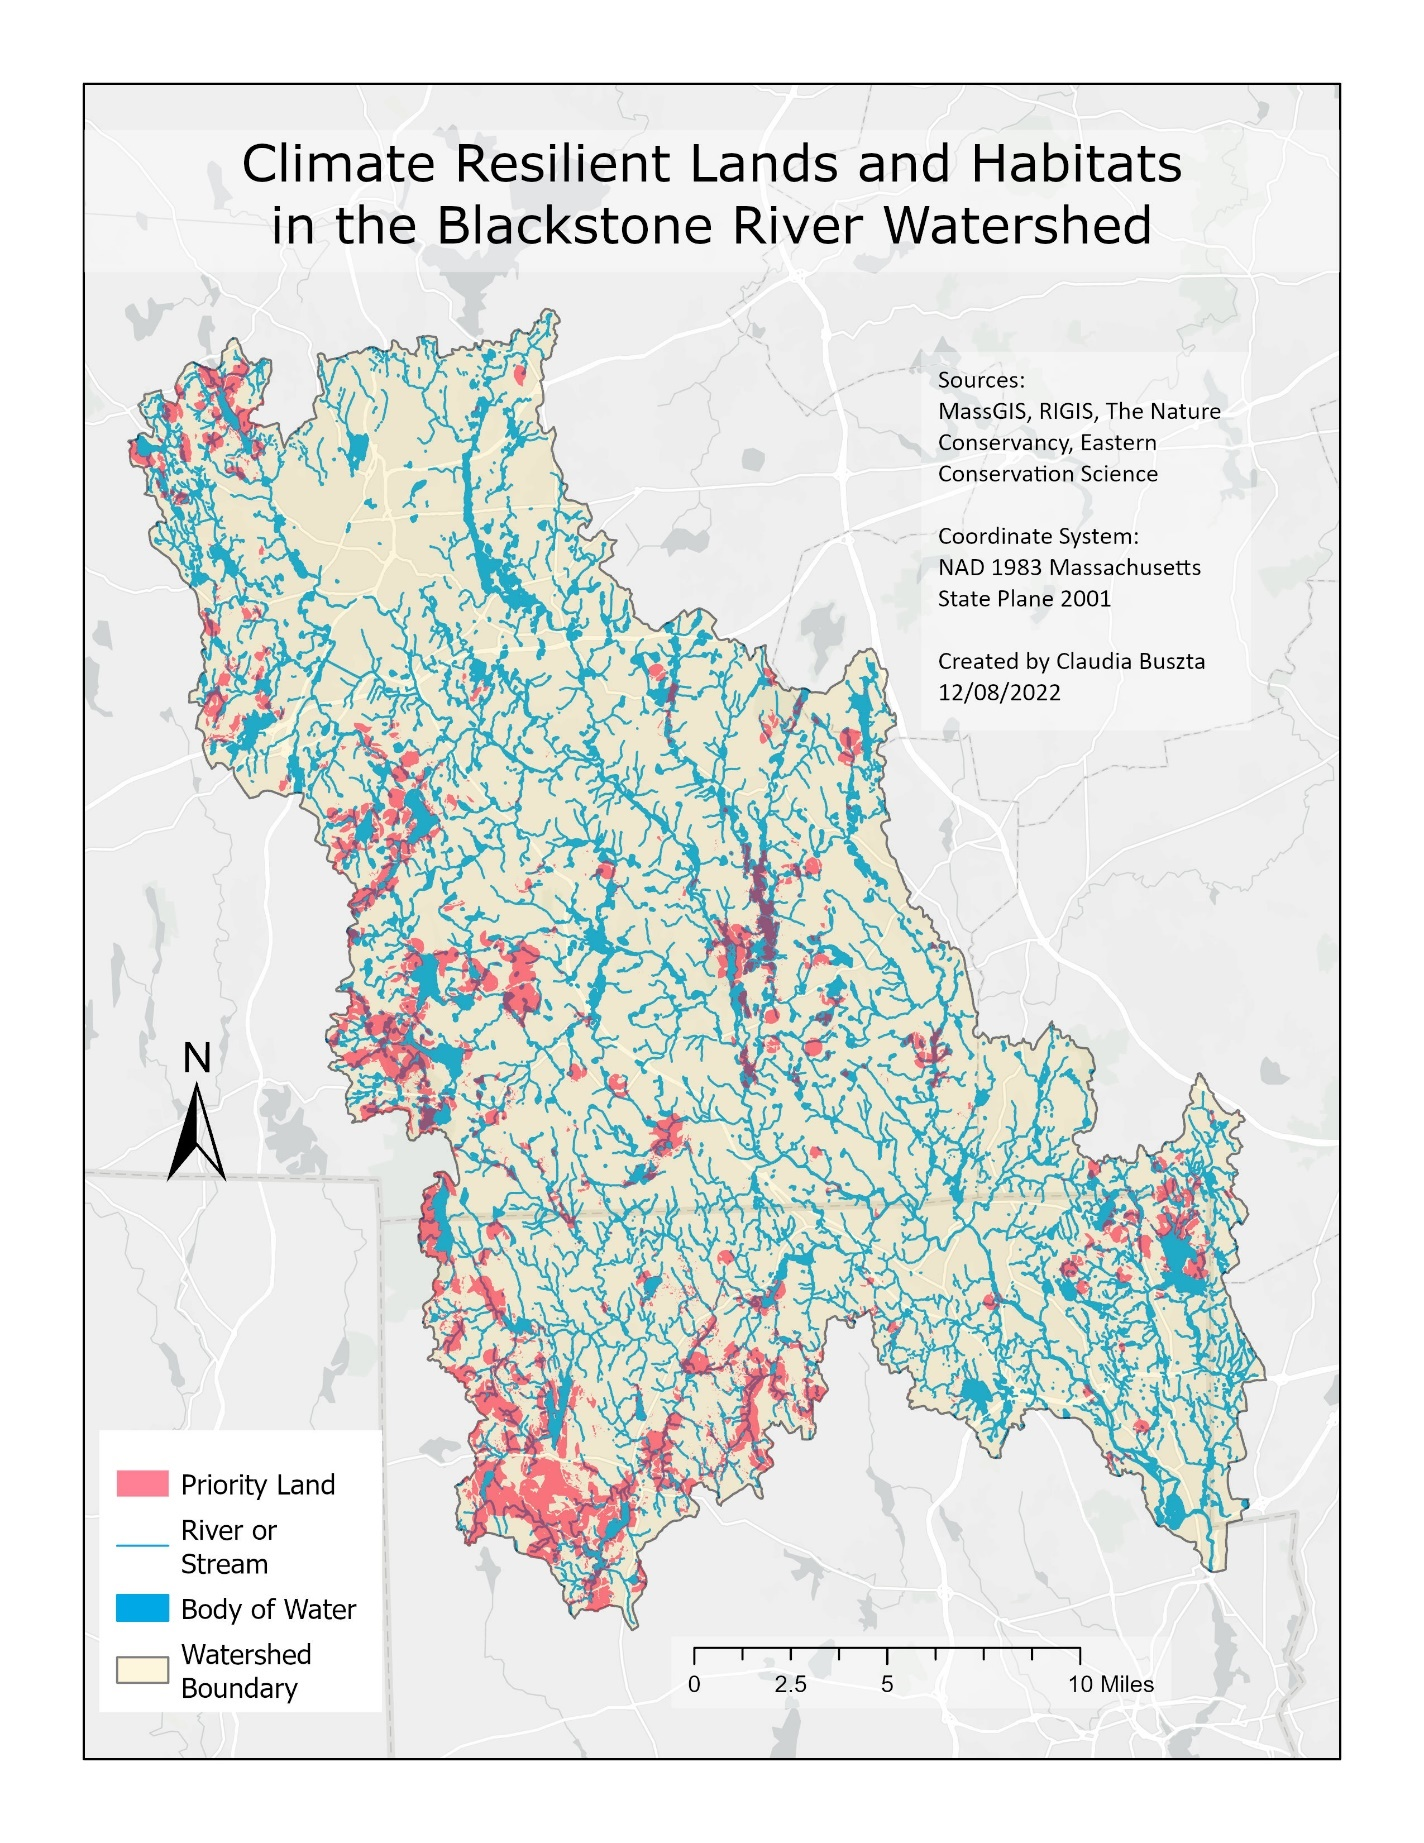 Climate Resilient Lands and Habitats
in the Blackstone River Watershed
Sources:
MassGIS, RIGIS, The Nature
Conservancy, Eastern
Conservation Science
Coordinate System:
NAD 1983 Massachusetts
State Plane 2001
Created by Claudia Buszta
12/08/2022
N
Priority Land
River or
Stream
Body of Water
Watershed
Boundary
0 2.5 5 10 Miles